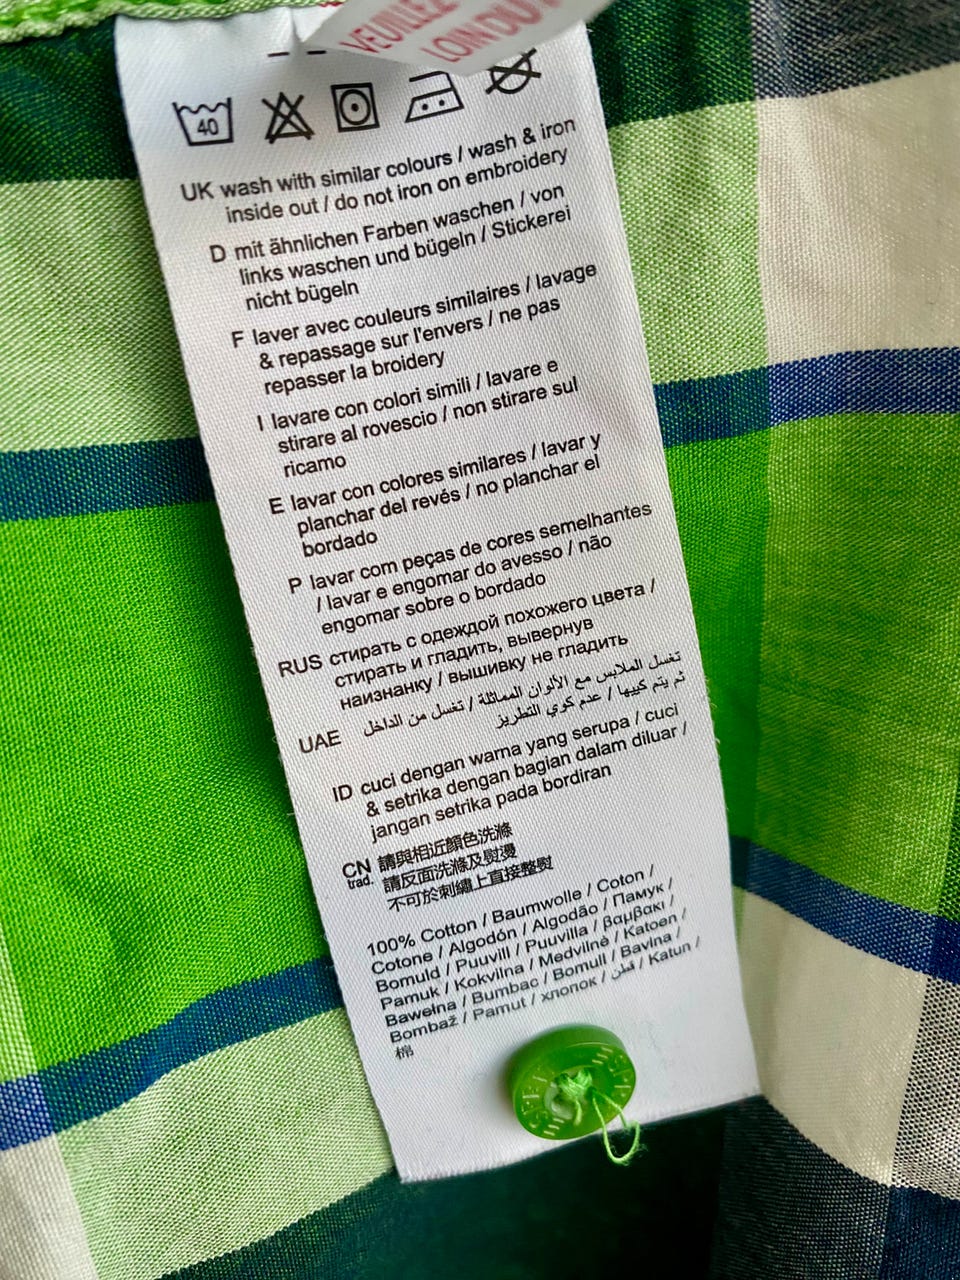 VEUILLEZ
LOIN DU
40
UK wash with similar colours / wash & iron
inside out / do not iron on embroidery
D mit ähnlichen Farben waschen / von
links waschen und bügeln / Stickerei
nicht bügeln
F laver avec couleurs similaires / lavage
& repassage sur l'envers / ne pas
repasser la broidery
I lavare con colori simili / lavare e
stirare al rovescio / non stirare sul
ricamo
E lavar con colores similares / lavar y
planchar del revés / no planchar el
bordado
P lavar com peças de cores semelhantes
/ lavar e engomar do avesso / não
engomar sobre o bordado
RUS стирать с одеждой похожего цвета /
стирать и гладить, вывернув
наизнанку / вышивку не гладить
UAE تغسل الملابس مع الألوان المماثلة / تغسل من الداخل
ثم يتم كييها / عدم كوي التطريز
ID cuci dengan warna yang serupa / cuci
& setrika dengan bagian dalam diluar /
jangan setrika pada bordiran
CN trad. 請與相近顏色洗滌
請反面洗滌及熨燙
不可於刺繡上直接整熨
100% Cotton / Baumwolle / Coton /
Cotone / Algodón / Algodão / Памук /
Bomuld / Puuvill / Puuvilla / βαμβακι /
Pamuk / Kokvilna / Medvilnė / Katoen /
Bawełna / Bumbac / Bomull / Bavlna /
Bombaž / Pamut / хлопок / قطن / Katun /
棉